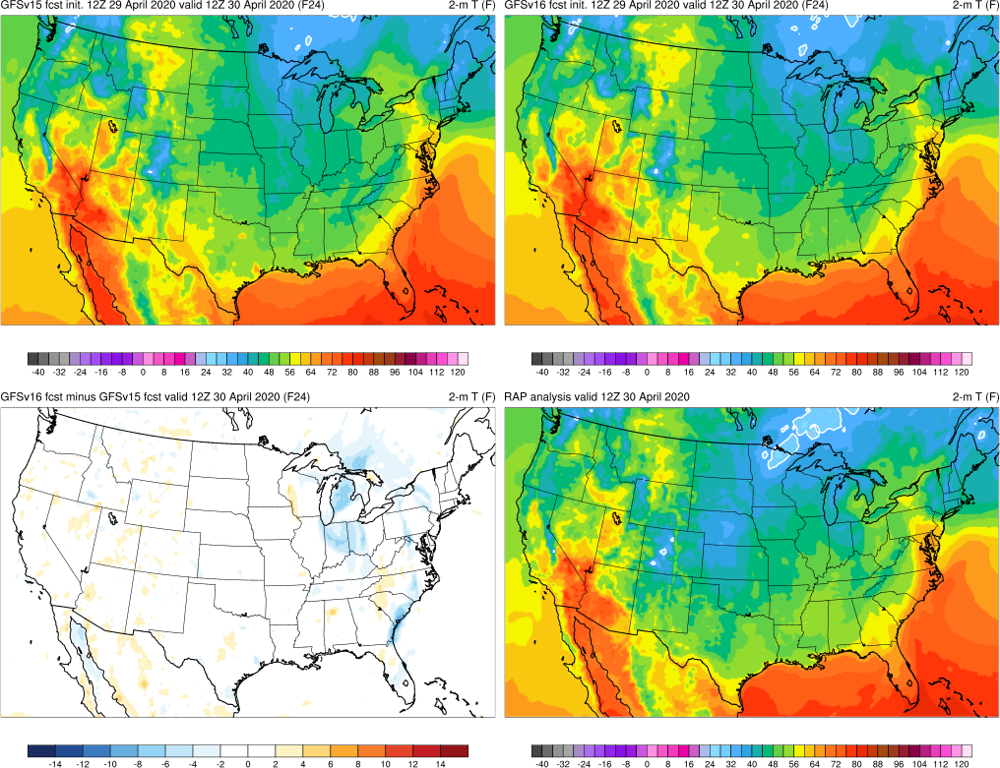 GFSv15 fcst init. 12Z 29 April 2020 valid 12Z 30 April 2020 (F24) 2-m T (F)
GFSv16 fcst init. 12Z 29 April 2020 valid 12Z 30 April 2020 (F24) 2-m T (F)
-40 -32 -24 -16 -8 0 8 16 24 32 40 48 56 64 72 80 88 96 104 112 120
-40 -32 -24 -16 -8 0 8 16 24 32 40 48 56 64 72 80 88 96 104 112 120
GFSv16 fcst minus GFSv15 fcst valid 12Z 30 April 2020 (F24) 2-m T (F)
RAP analysis valid 12Z 30 April 2020 2-m T (F)
-14 -12 -10 -8 -6 -4 -2 0 2 4 6 8 10 12 14
-40 -32 -24 -16 -8 0 8 16 24 32 40 48 56 64 72 80 88 96 104 112 120